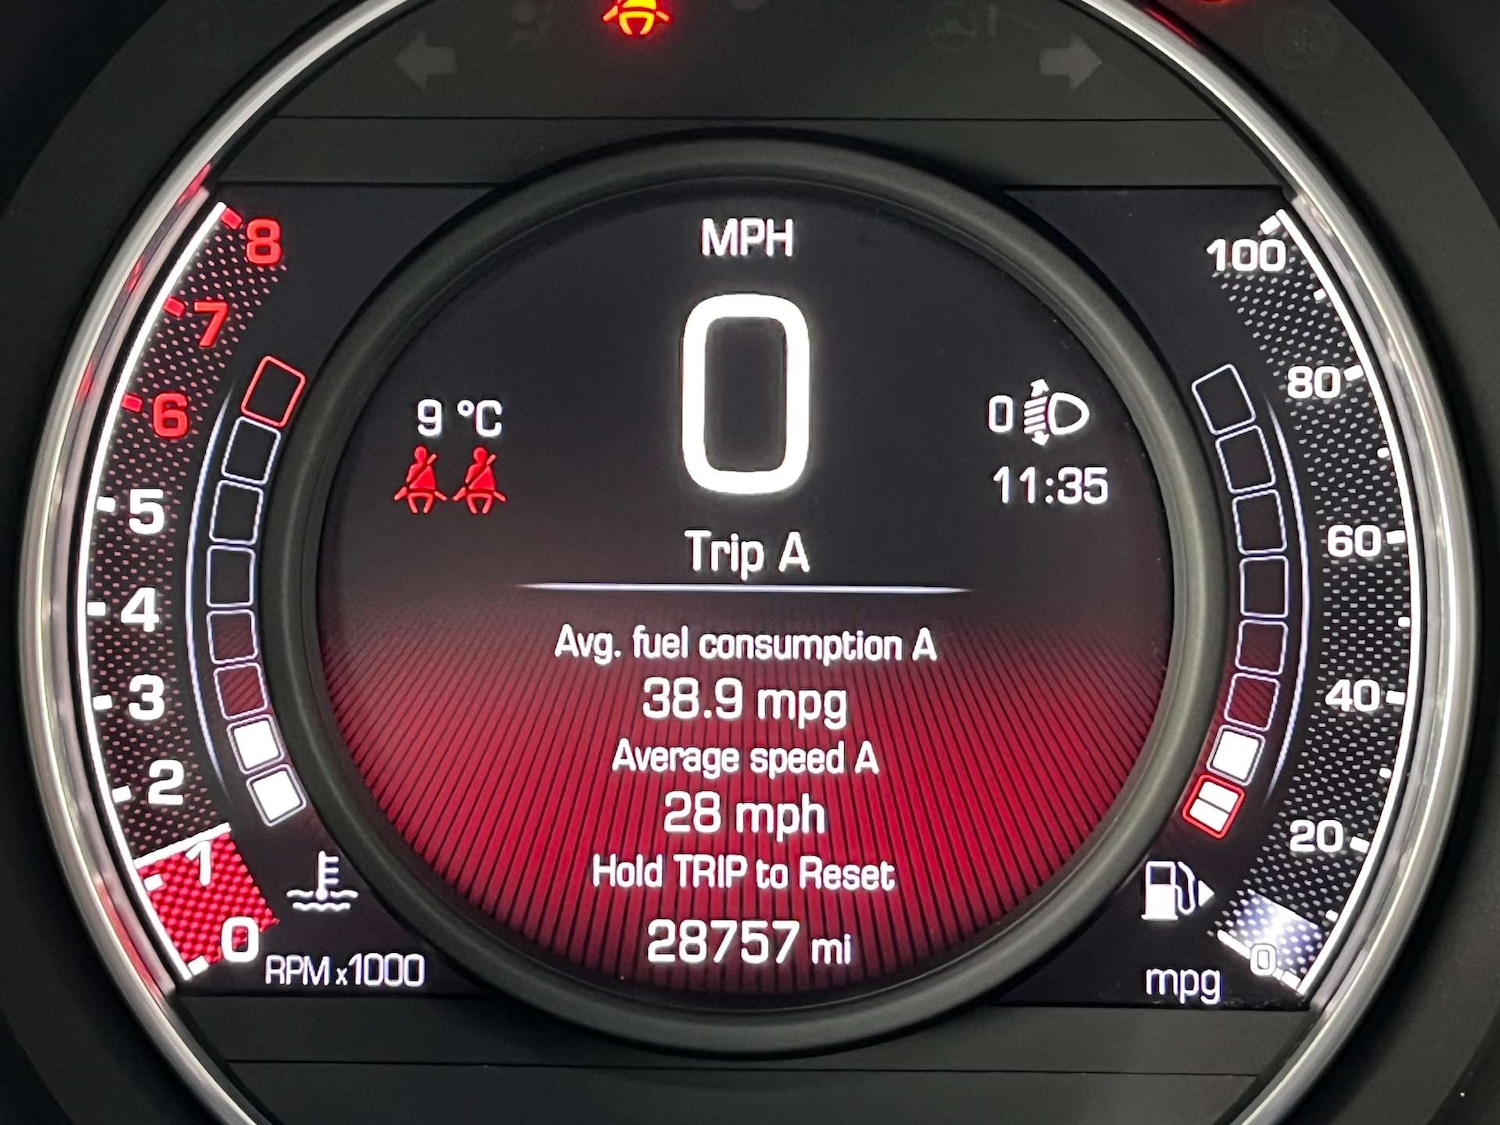 MPH
0
9 °C
0
11:35
Trip A
Avg. fuel consumption A
38.9 mpg
Average speed A
28 mph
Hold TRIP to Reset
28757 mi
8
7
6
5
4
3
2
1
0
RPM x1000
100
80
60
40
20
0
mpg